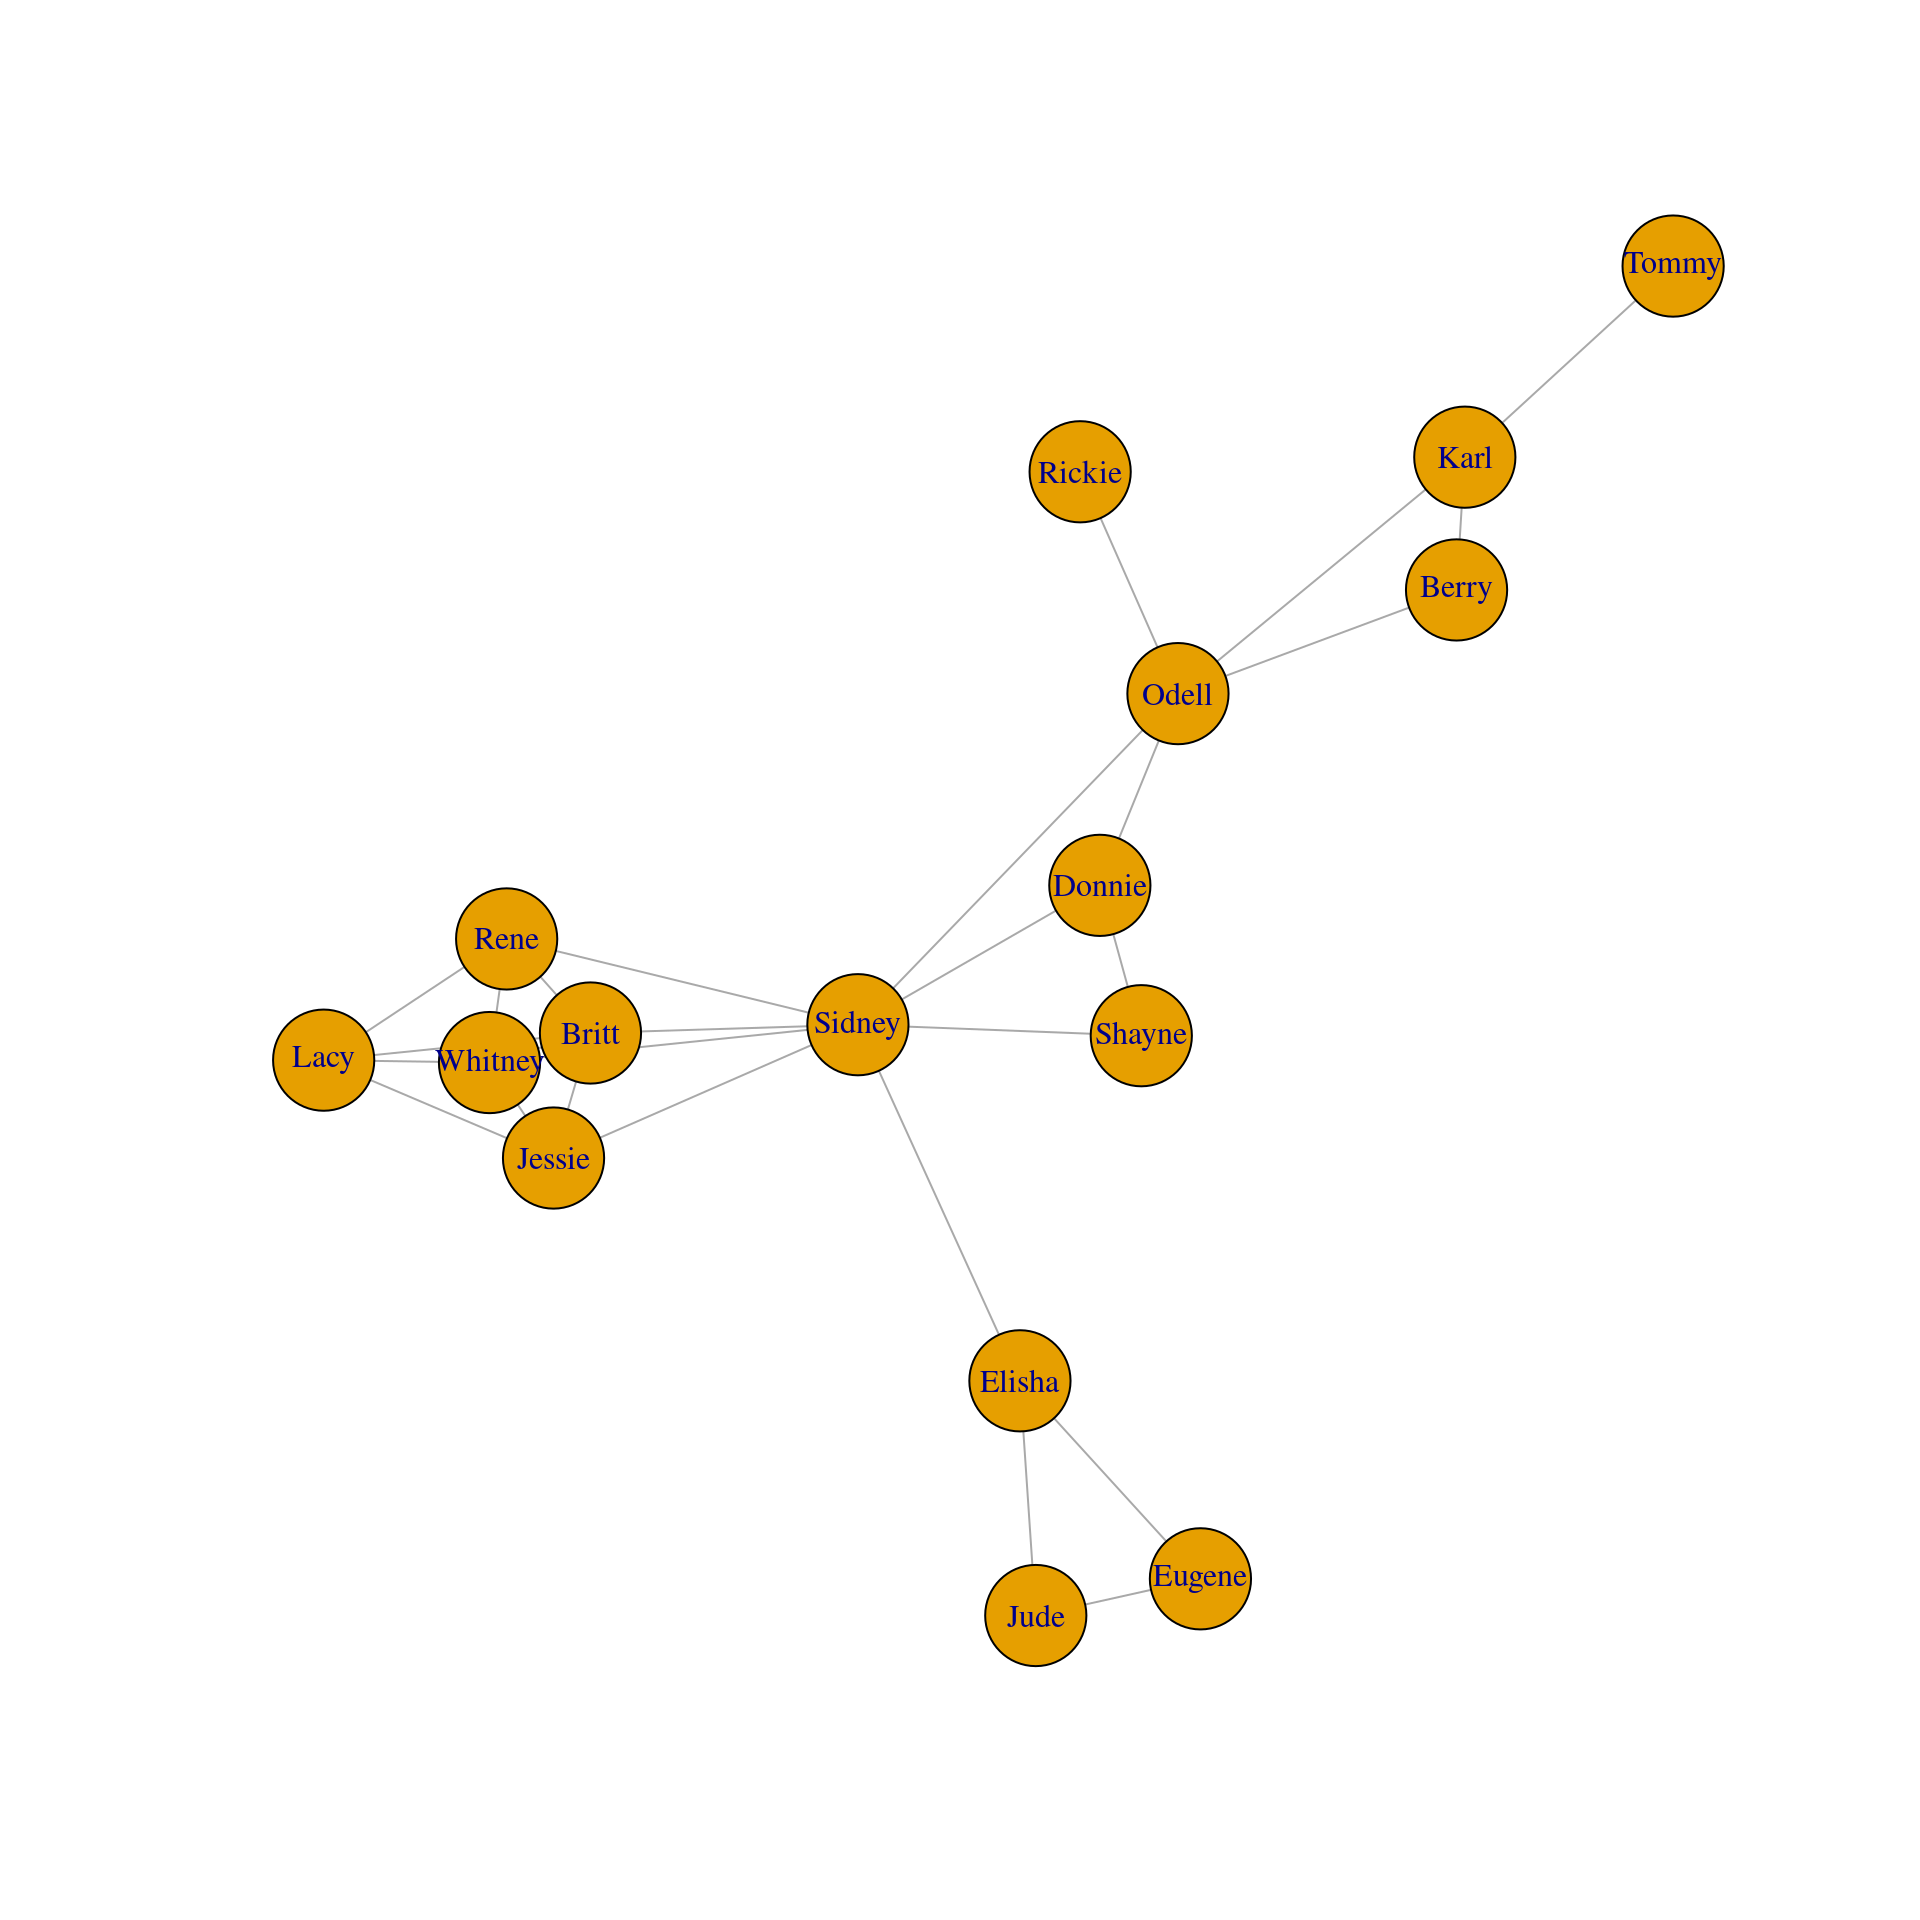 Tommy
Karl
Rickie
Berry
Odell
Donnie
Rene
Sidney
Britt
Shayne
Lacy
Whitney
Jessie
Elisha
Eugene
Jude